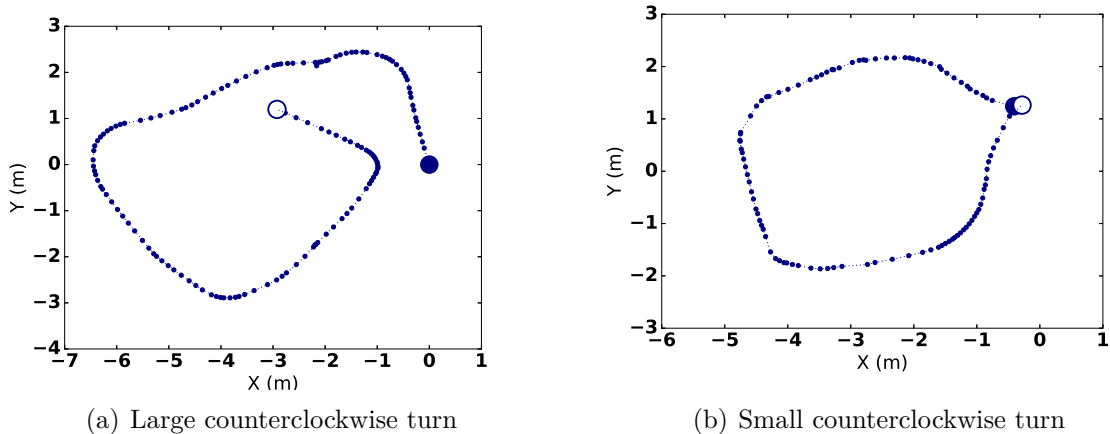 3
2
1
0
−1
−2
−3
−4
Y (m)
−7 −6 −5 −4 −3 −2 −1 0 1
X (m)
(a) Large counterclockwise turn
3
2
1
0
−1
−2
−3
Y (m)
−6 −5 −4 −3 −2 −1 0 1
X (m)
(b) Small counterclockwise turn